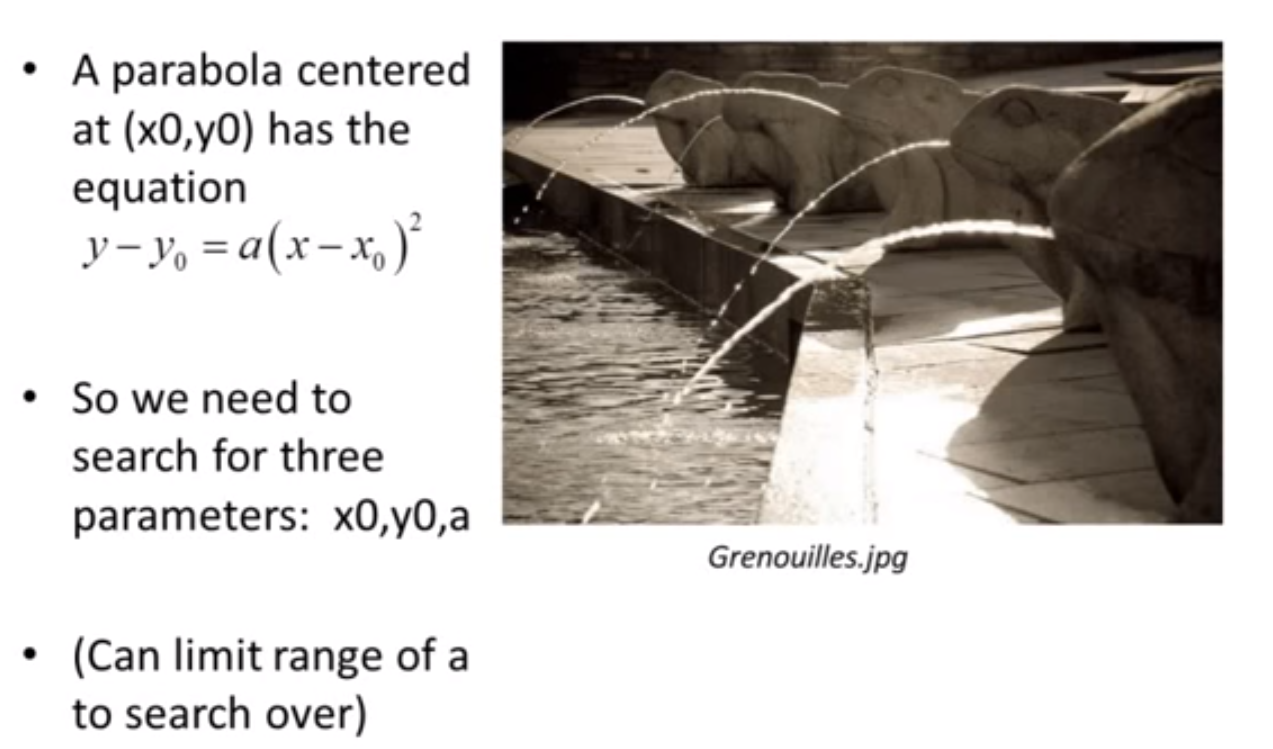 • A parabola centered
at (x0,y0) has the
equation
y − y₀ = a(x − x₀)²
• So we need to
search for three
parameters:  x0,y0,a
Grenouilles.jpg
• (Can limit range of a
to search over)